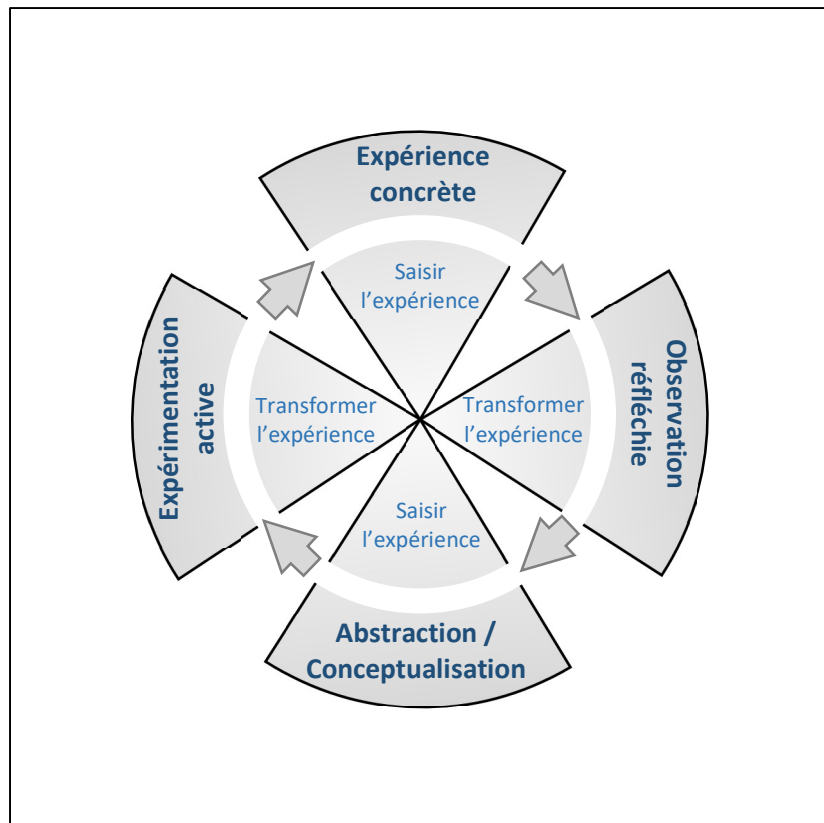 Expérience
concrète
Saisir
l'expérience
Observation
réfléchie
Transformer
l'expérience
Abstraction /
Conceptualisation
Saisir
l'expérience
Expérimentation
active
Transformer
l'expérience